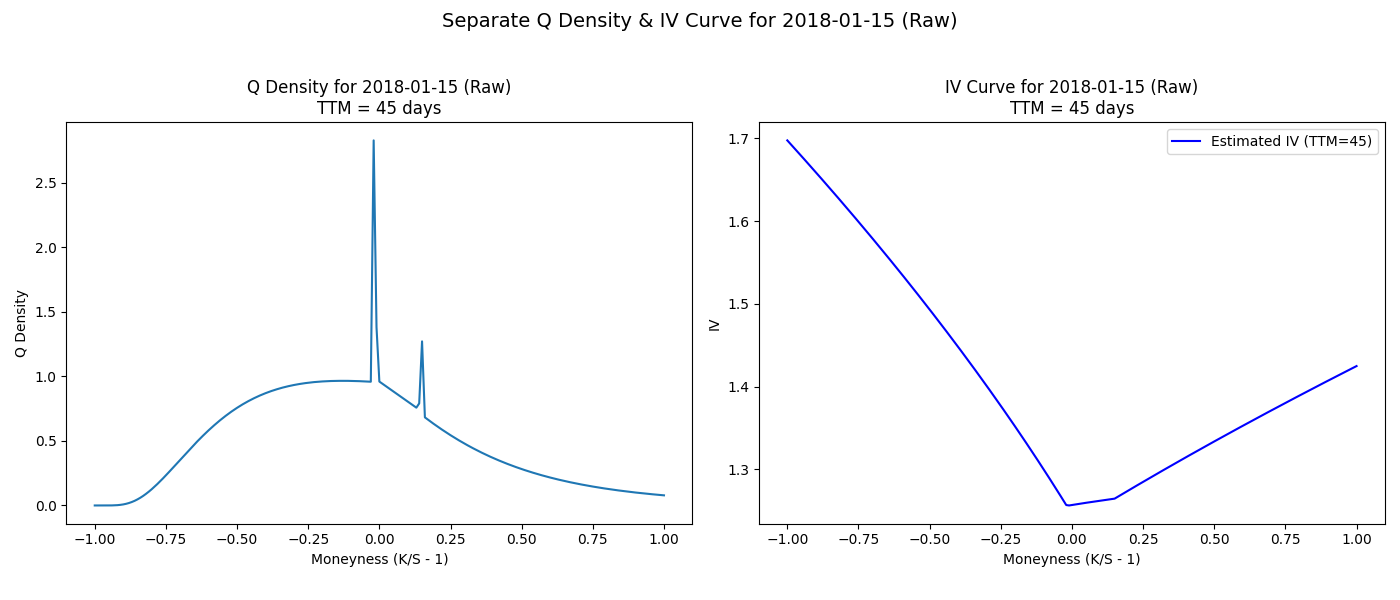 Separate Q Density & IV Curve for 2018-01-15 (Raw)
Q Density for 2018-01-15 (Raw)
TTM = 45 days
Q Density
2.5
2.0
1.5
1.0
0.5
0.0
−1.00 −0.75 −0.50 −0.25 0.00 0.25 0.50 0.75 1.00
Moneyness (K/S - 1)
IV Curve for 2018-01-15 (Raw)
TTM = 45 days
Estimated IV (TTM=45)
IV
1.7
1.6
1.5
1.4
1.3
−1.00 −0.75 −0.50 −0.25 0.00 0.25 0.50 0.75 1.00
Moneyness (K/S - 1)